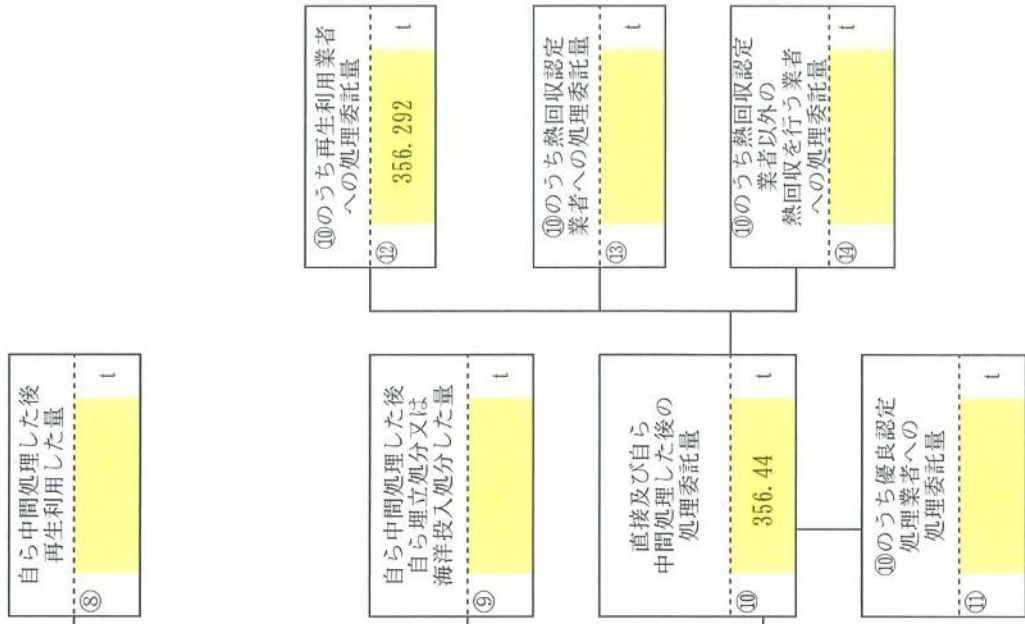 自ら中間処理した後
再生利用した量
⑧
t
自ら中間処理した後
自ら埋立処分又は
海洋投入処分した量
⑨
t
直接及び自ら
中間処理した後の
処理委託量
⑩
356.44
t
⑩のうち優良認定
処理業者への
処理委託量
⑪
t
⑩のうち再生利用業者
への処理委託量
⑫
356.292
t
⑩のうち熱回収認定
業者への処理委託量
⑬
t
⑩のうち熱回収認定
業者以外の
熱回収を行う業者
への処理委託量
⑭
t